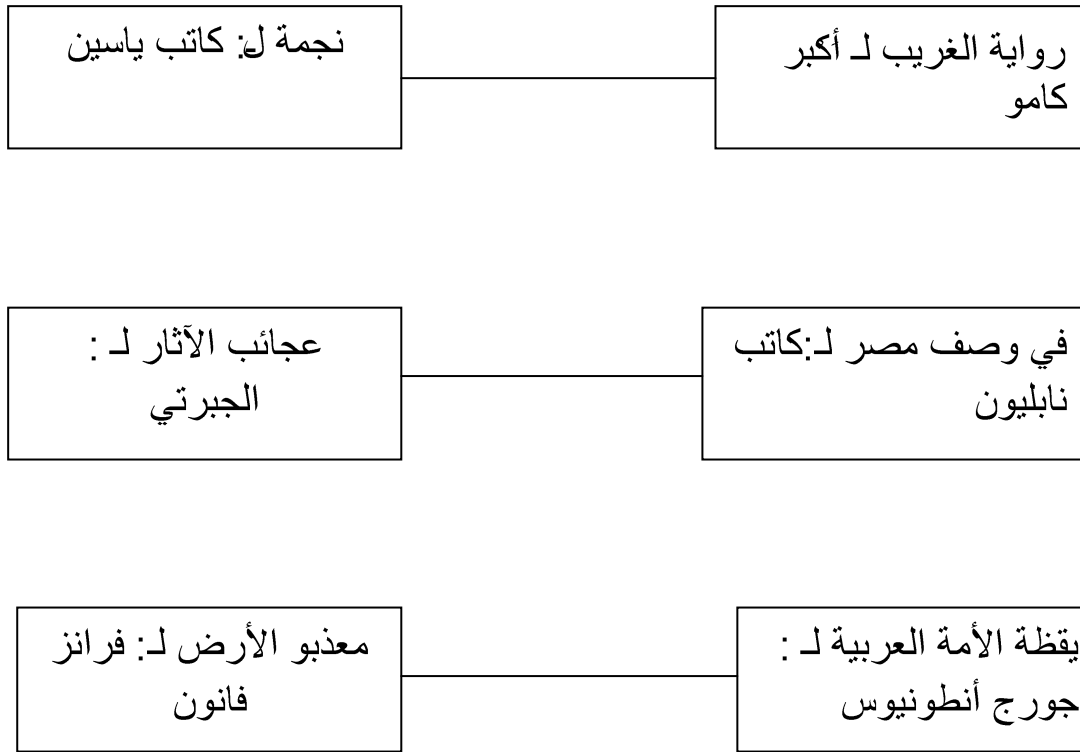 رواية الغريب لـ أكبر
كامو
نجمة لـ: كاتب ياسين
في وصف مصر لـ:كاتب
نابليون
عجائب الآثار لـ :
الجبرتي
يقظة الأمة العربية لـ :
جورج أنطونيوس
معذبو الأرض لـ: فرانز
فانون